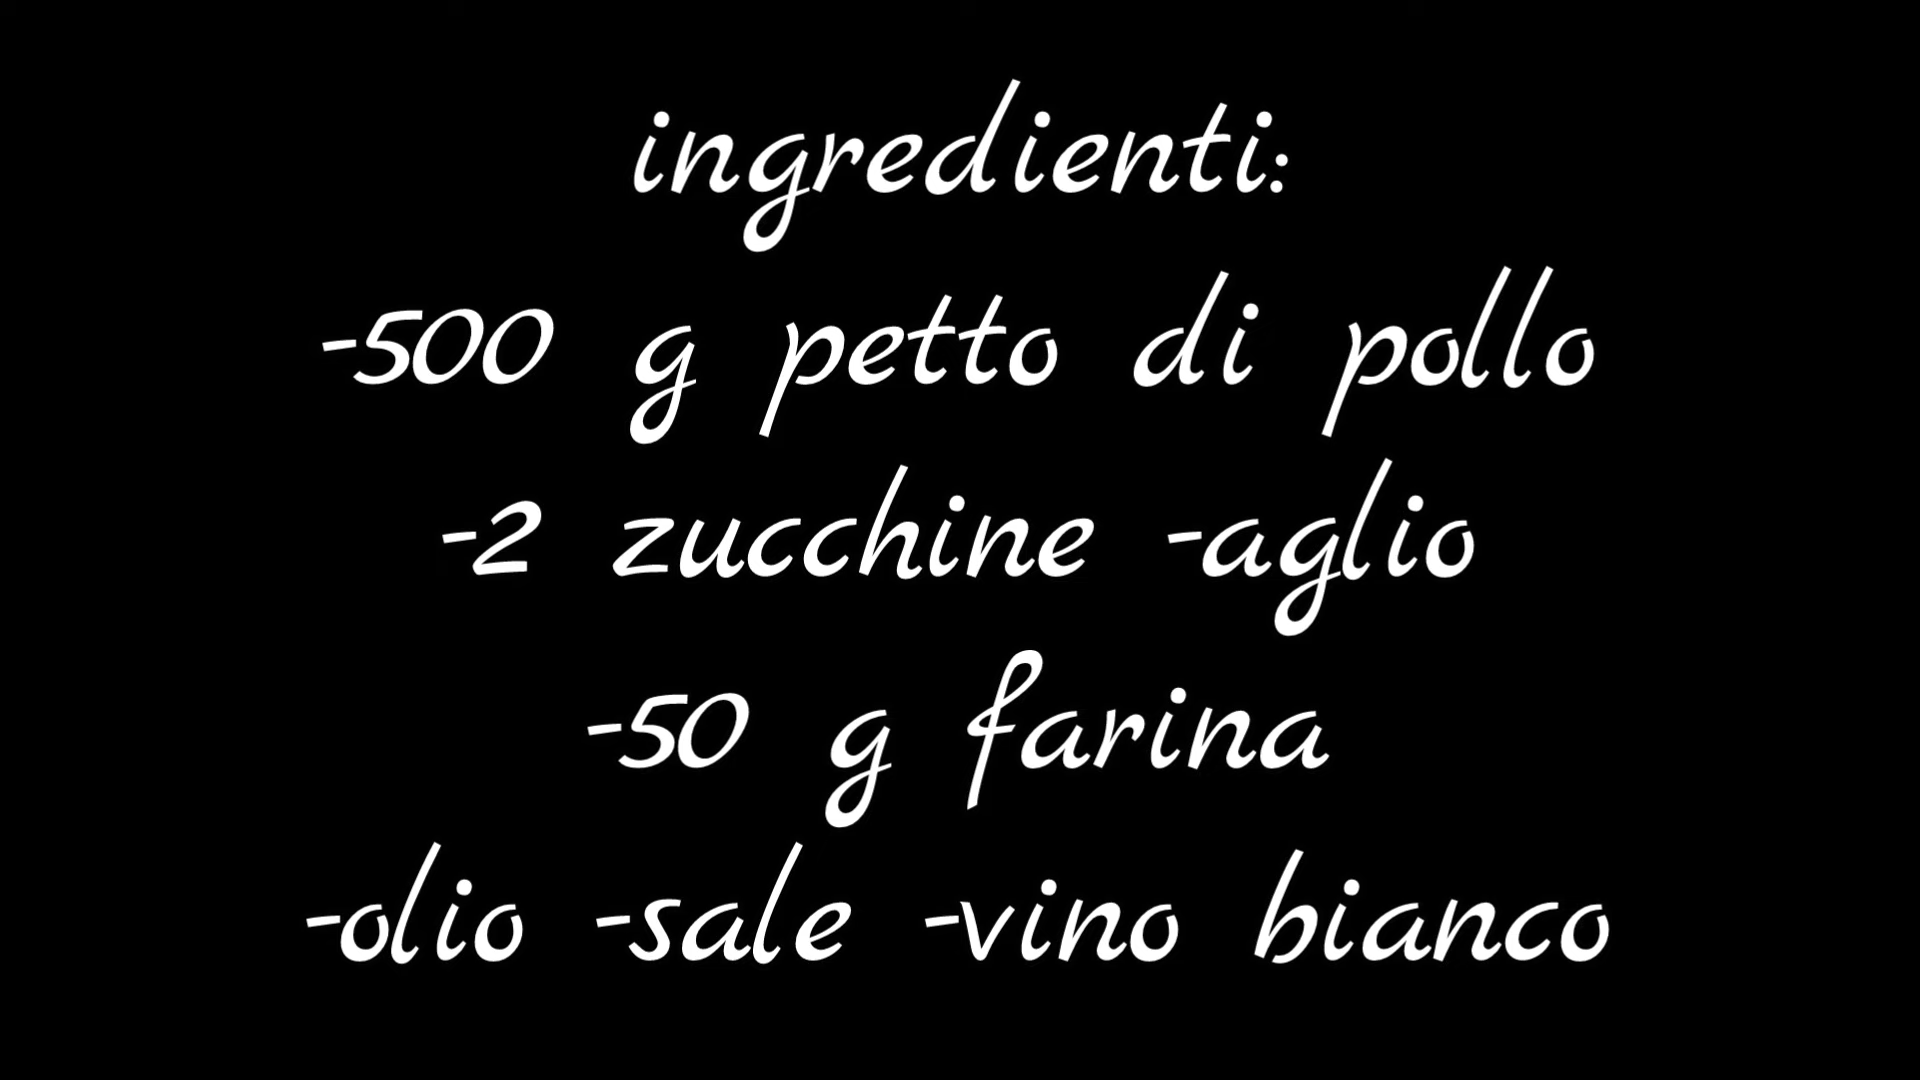 ingredienti:
-500 g petto di pollo
-2 zucchine -aglio
-50 g farina
-olio -sale -vino bianco